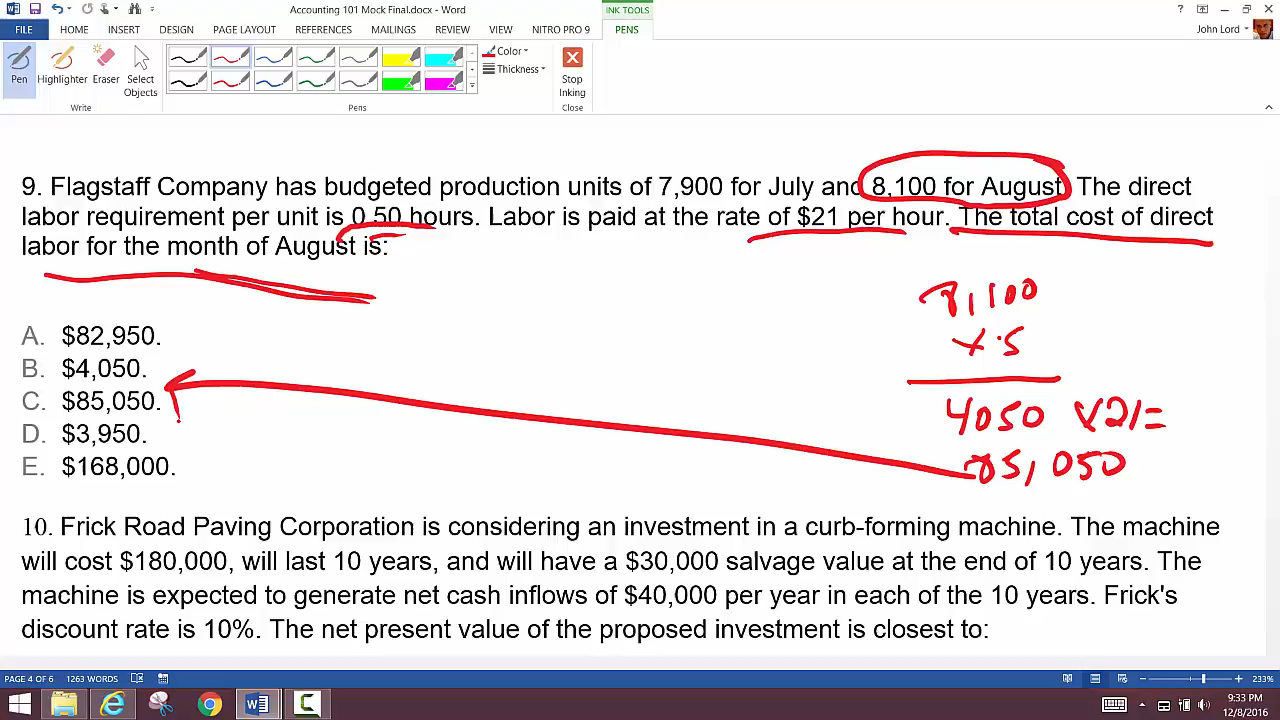 Accounting 101 Mock Final.docx - Word
INK TOOLS
FILE HOME INSERT DESIGN PAGE LAYOUT REFERENCES MAILINGS REVIEW VIEW NITRO PRO 9 PENS
John Lord
Pen Highlighter Eraser Select Objects
Color
Thickness
Stop Inking
Write Pens Close
9. Flagstaff Company has budgeted production units of 7,900 for July and 8,100 for August. The direct
labor requirement per unit is 0.50 hours. Labor is paid at the rate of $21 per hour. The total cost of direct
labor for the month of August is:
8,100
x .5
4050 x21=
85,050
A. $82,950.
B. $4,050.
C. $85,050.
D. $3,950.
E. $168,000.
10. Frick Road Paving Corporation is considering an investment in a curb-forming machine. The machine
will cost $180,000, will last 10 years, and will have a $30,000 salvage value at the end of 10 years. The
machine is expected to generate net cash inflows of $40,000 per year in each of the 10 years. Frick's
discount rate is 10%. The net present value of the proposed investment is closest to:
PAGE 4 OF 6 1263 WORDS 233%
9:33 PM
12/8/2016